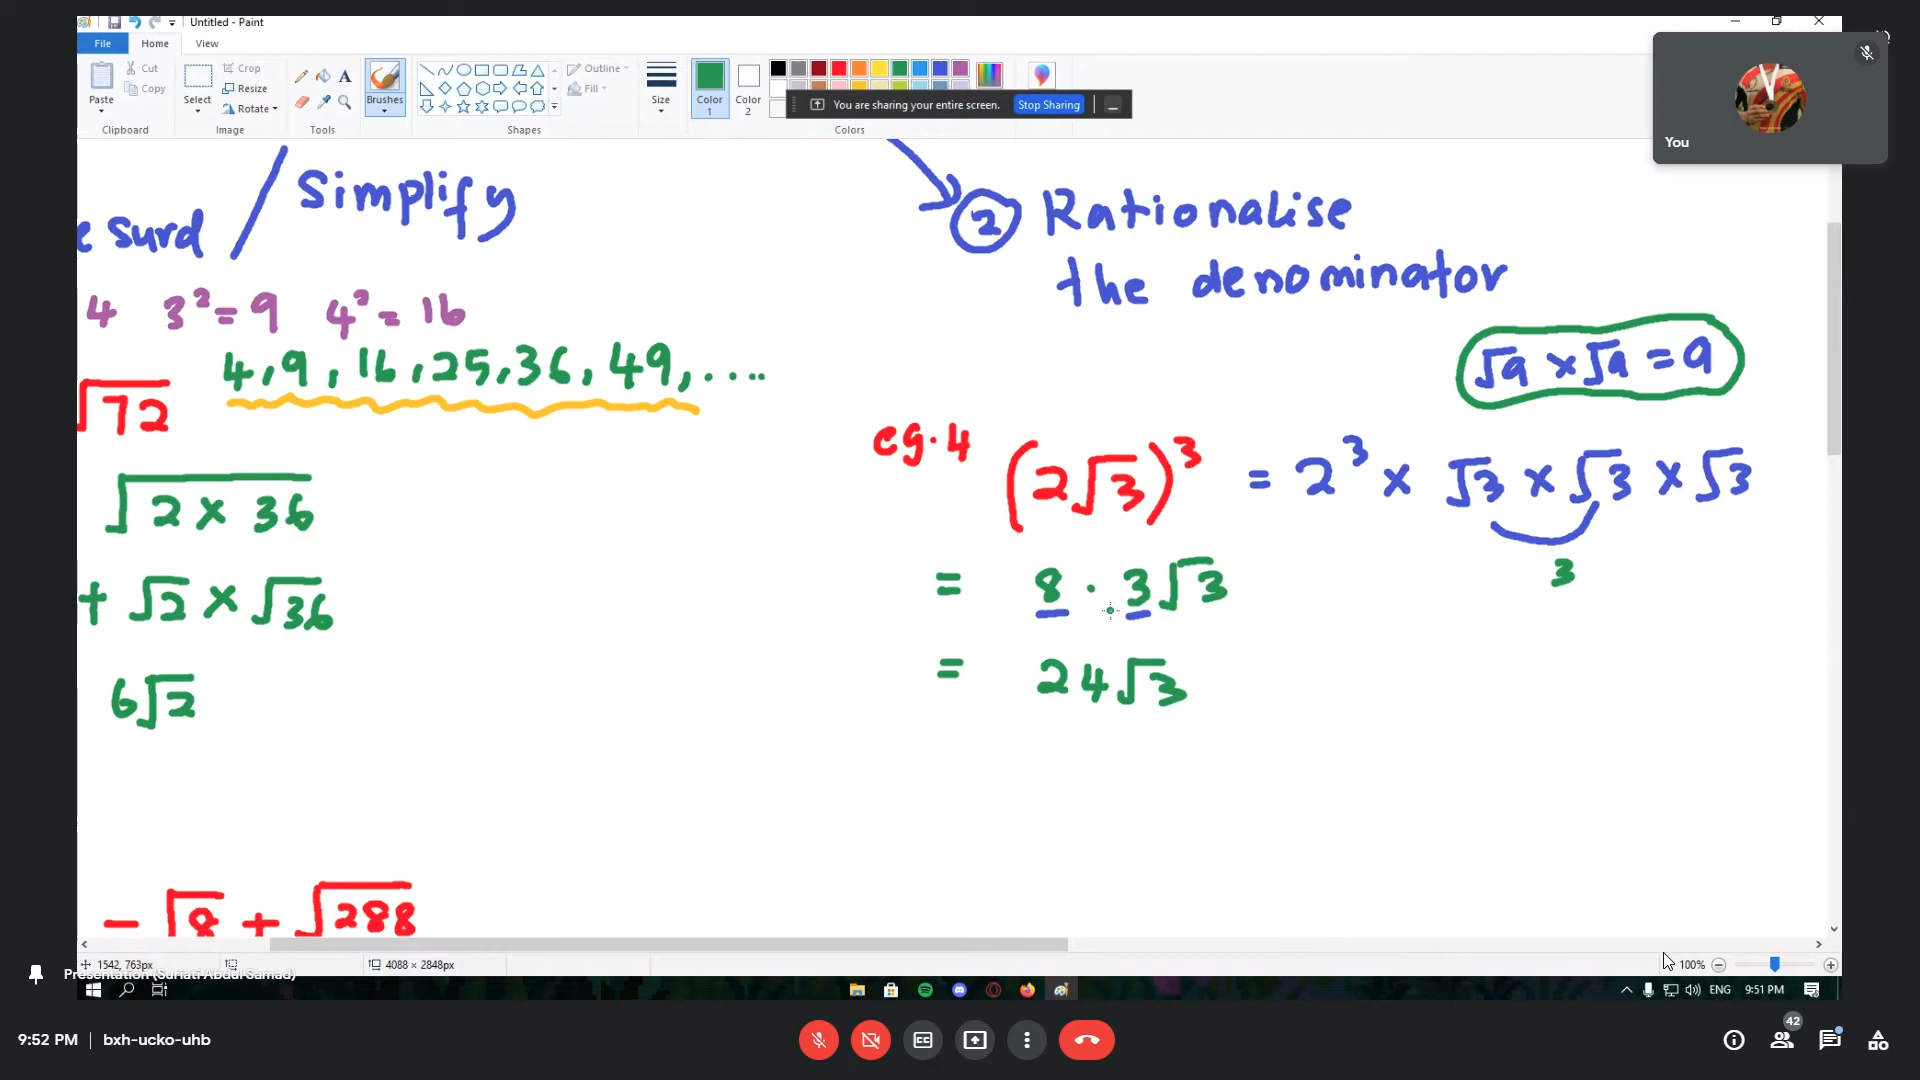 Untitled - Paint
File Home View
Paste
Cut
Copy
Clipboard
Select
Crop
Resize
Rotate
Image
Tools
Brushes
Shapes
Outline
Fill
Size
Color 1
Color 2
Colors
You are sharing your entire screen. Stop Sharing
You
e surd / Simplify
② Rationalise
the denominator
4 3² = 9 4² = 16
4, 9, 16, 25, 36, 49, ....
√a × √a = a
√72
eg. 4 (2√3)³ = 2³ × √3 × √3 × √3
3
√2 × 36
= 8 · 3√3
+ √2 × √36
= 24√3
6√2
- √8 + √288
1542, 763px
4088 × 2848px
100%
Presentation (Suriati Abdul Samad)
ENG 9:51 PM
9:52 PM | bxh-ucko-uhb
42